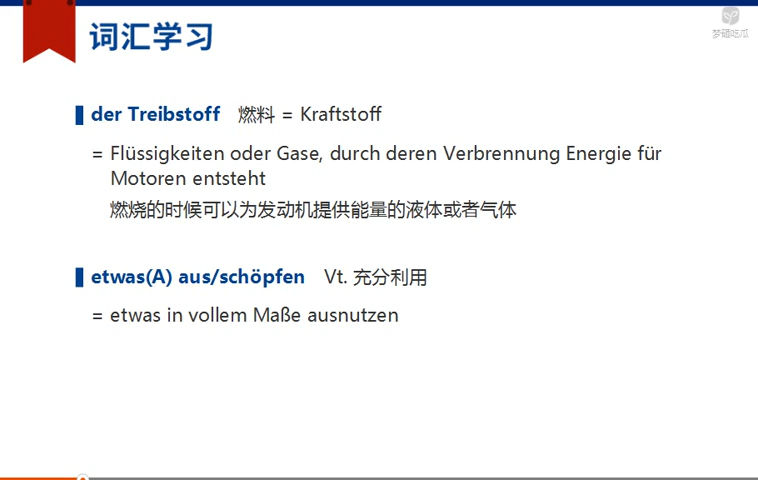 词汇学习
梦硒吃瓜
der Treibstoff 燃料 = Kraftstoff
= Flüssigkeiten oder Gase, durch deren Verbrennung Energie für
Motoren entsteht
燃烧的时候可以为发动机提供能量的液体或者气体
etwas(A) aus/schöpfen Vt. 充分利用
= etwas in vollem Maße ausnutzen